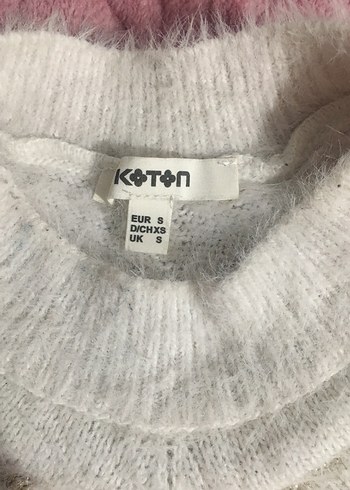 KOTON
EUR S
D/CH XS
UK S